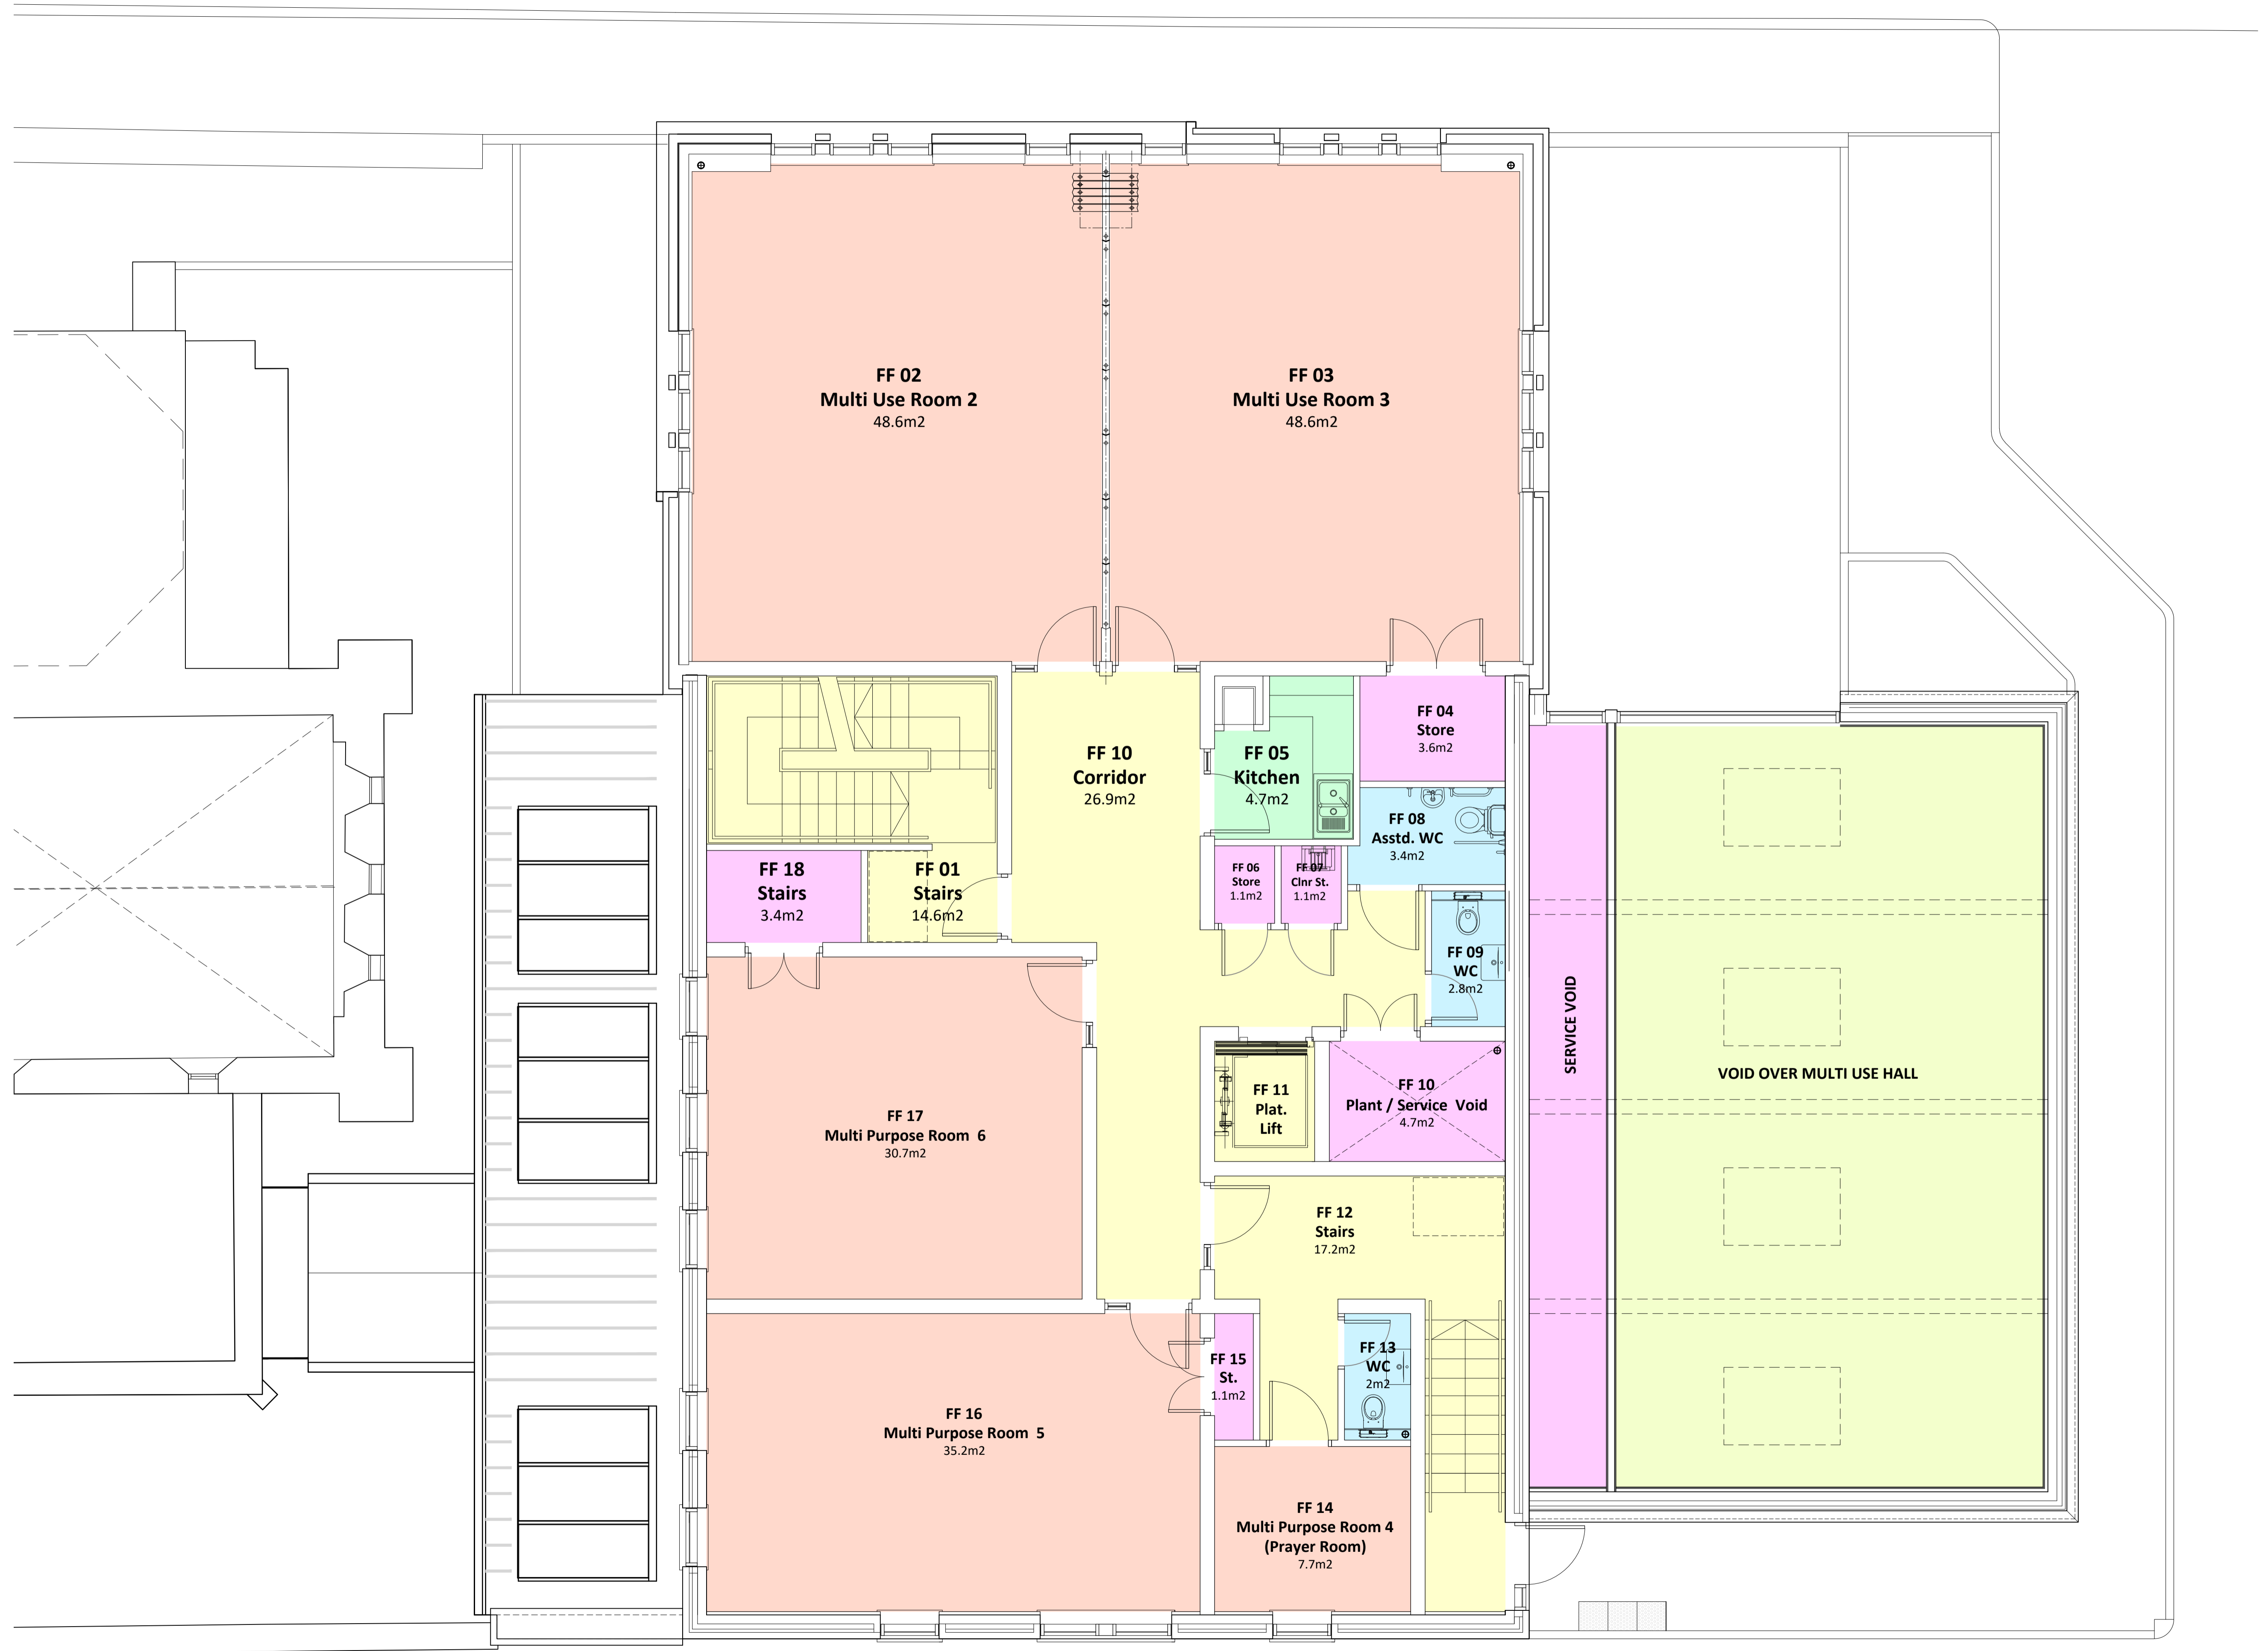 FF 02
Multi Use Room 2
48.6m2
FF 03
Multi Use Room 3
48.6m2
FF 10
Corridor
26.9m2
FF 05
Kitchen
4.7m2
FF 04
Store
3.6m2
FF 08
Asstd. WC
3.4m2
FF 18
Stairs
3.4m2
FF 01
Stairs
14.6m2
FF 06
Store
1.1m2
FF 07
Clnr St.
1.1m2
FF 09
WC
2.8m2
SERVICE VOID
VOID OVER MULTI USE HALL
FF 17
Multi Purpose Room 6
30.7m2
FF 11
Plat.
Lift
FF 10
Plant / Service Void
4.7m2
FF 12
Stairs
17.2m2
FF 16
Multi Purpose Room 5
35.2m2
FF 15
St.
1.1m2
FF 13
WC
2m2
FF 14
Multi Purpose Room 4
(Prayer Room)
7.7m2